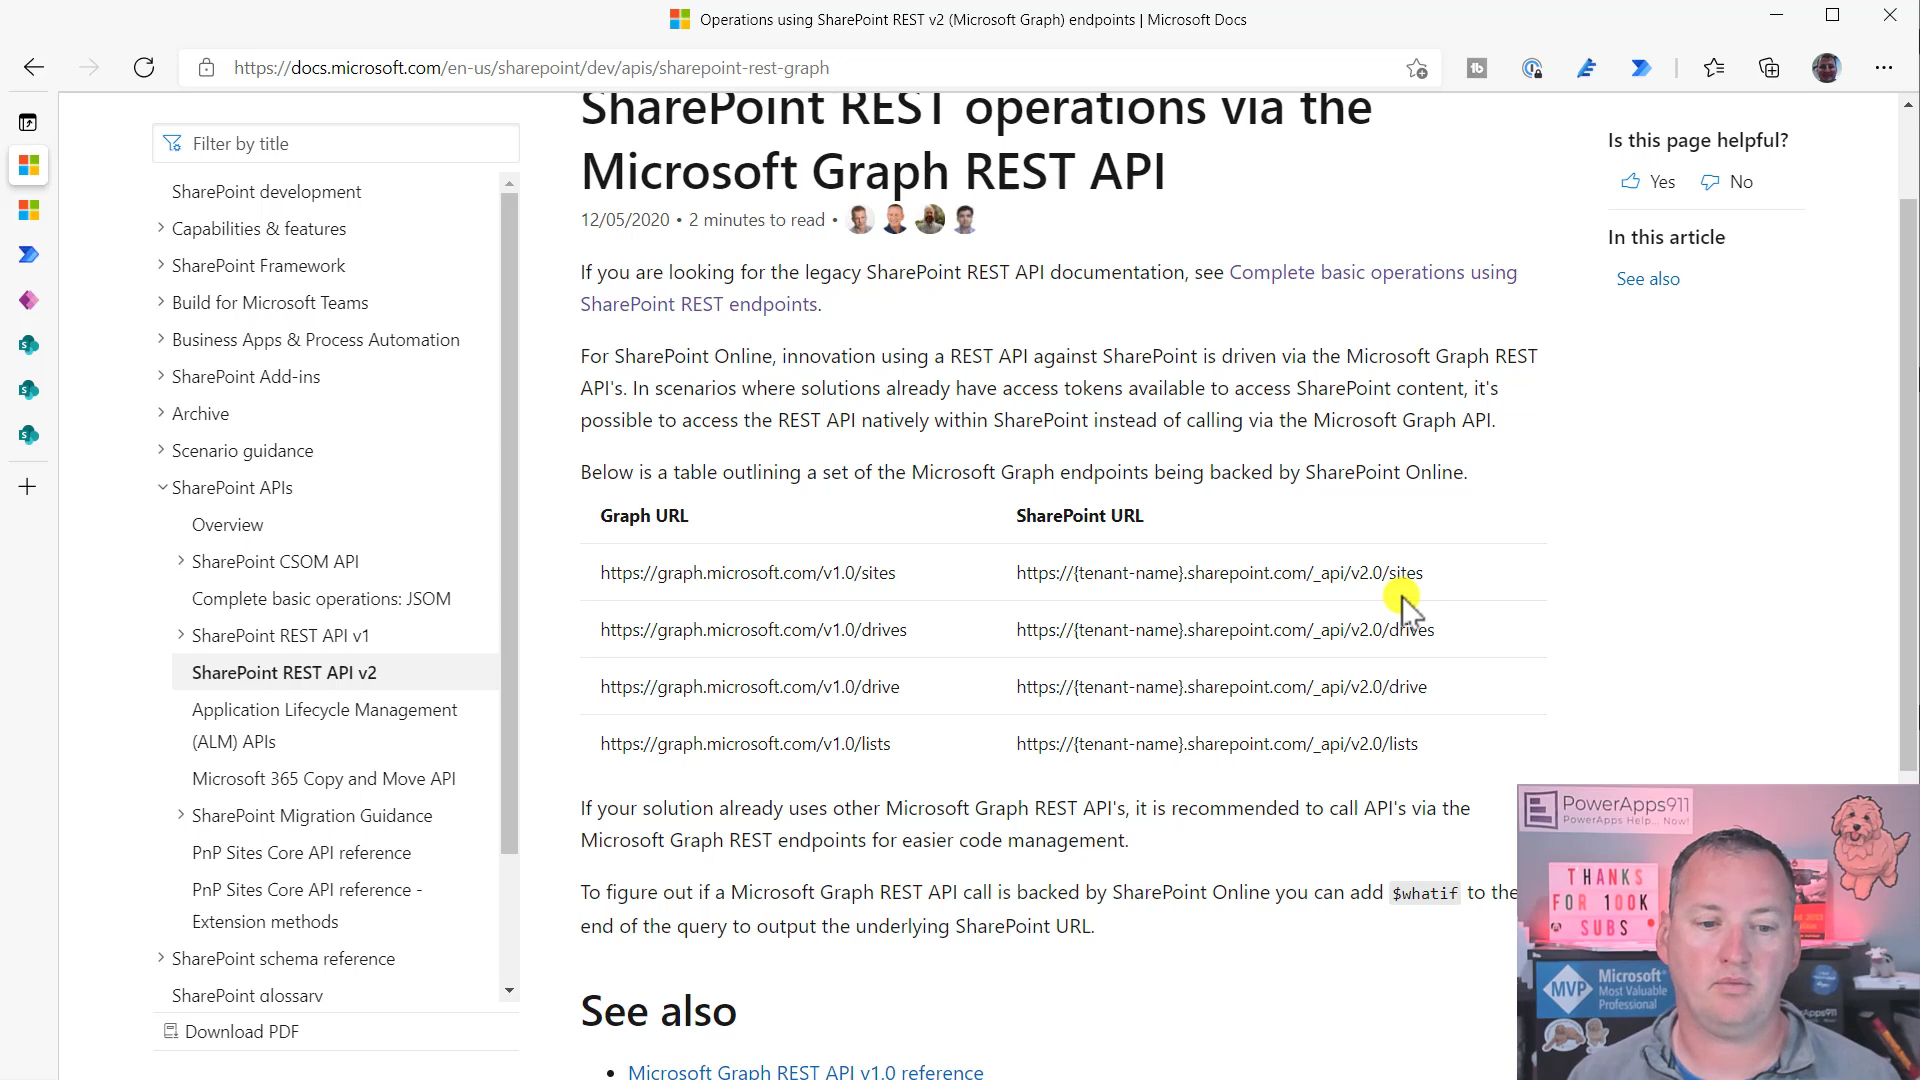 Operations using SharePoint REST v2 (Microsoft Graph) endpoints | Microsoft Docs
https://docs.microsoft.com/en-us/sharepoint/dev/apis/sharepoint-rest-graph
Filter by title
SharePoint development
Capabilities & features
SharePoint Framework
Build for Microsoft Teams
Business Apps & Process Automation
SharePoint Add-ins
Archive
Scenario guidance
SharePoint APIs
Overview
SharePoint CSOM API
Complete basic operations: JSOM
SharePoint REST API v1
SharePoint REST API v2
Application Lifecycle Management
(ALM) APIs
Microsoft 365 Copy and Move API
SharePoint Migration Guidance
PnP Sites Core API reference
PnP Sites Core API reference -
Extension methods
SharePoint schema reference
SharePoint glossary
Download PDF
SharePoint REST operations via the
Microsoft Graph REST API
12/05/2020 • 2 minutes to read •
If you are looking for the legacy SharePoint REST API documentation, see Complete basic operations using
SharePoint REST endpoints.
For SharePoint Online, innovation using a REST API against SharePoint is driven via the Microsoft Graph REST
API's. In scenarios where solutions already have access tokens available to access SharePoint content, it's
possible to access the REST API natively within SharePoint instead of calling via the Microsoft Graph API.
Below is a table outlining a set of the Microsoft Graph endpoints being backed by SharePoint Online.
Graph URL SharePoint URL
https://graph.microsoft.com/v1.0/sites https://{tenant-name}.sharepoint.com/_api/v2.0/sites
https://graph.microsoft.com/v1.0/drives https://{tenant-name}.sharepoint.com/_api/v2.0/drives
https://graph.microsoft.com/v1.0/drive https://{tenant-name}.sharepoint.com/_api/v2.0/drive
https://graph.microsoft.com/v1.0/lists https://{tenant-name}.sharepoint.com/_api/v2.0/lists
If your solution already uses other Microsoft Graph REST API's, it is recommended to call API's via the
Microsoft Graph REST endpoints for easier code management.
To figure out if a Microsoft Graph REST API call is backed by SharePoint Online you can add $whatif to the
end of the query to output the underlying SharePoint URL.
See also
• Microsoft Graph REST API v1.0 reference
Is this page helpful?
Yes No
In this article
See also
PowerApps911
PowerApps Help... Now!
THANKS
FOR 100K
SUBS
MVP
Microsoft®
Most Valuable
Professional